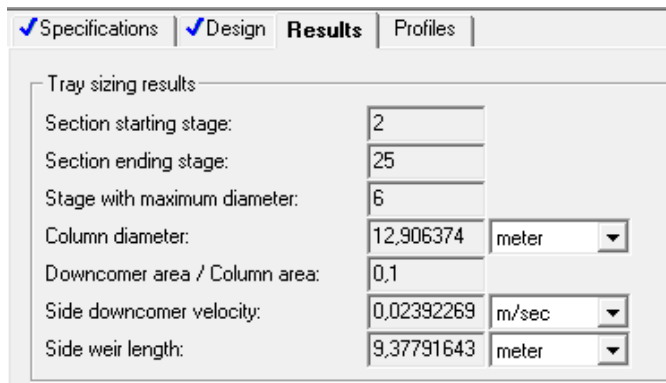 Specifications Design Results Profiles
Tray sizing results
Section starting stage: 2
Section ending stage: 25
Stage with maximum diameter: 6
Column diameter: 12,906374 meter
Downcomer area / Column area: 0,1
Side downcomer velocity: 0,02392269 m/sec
Side weir length: 9,37791643 meter